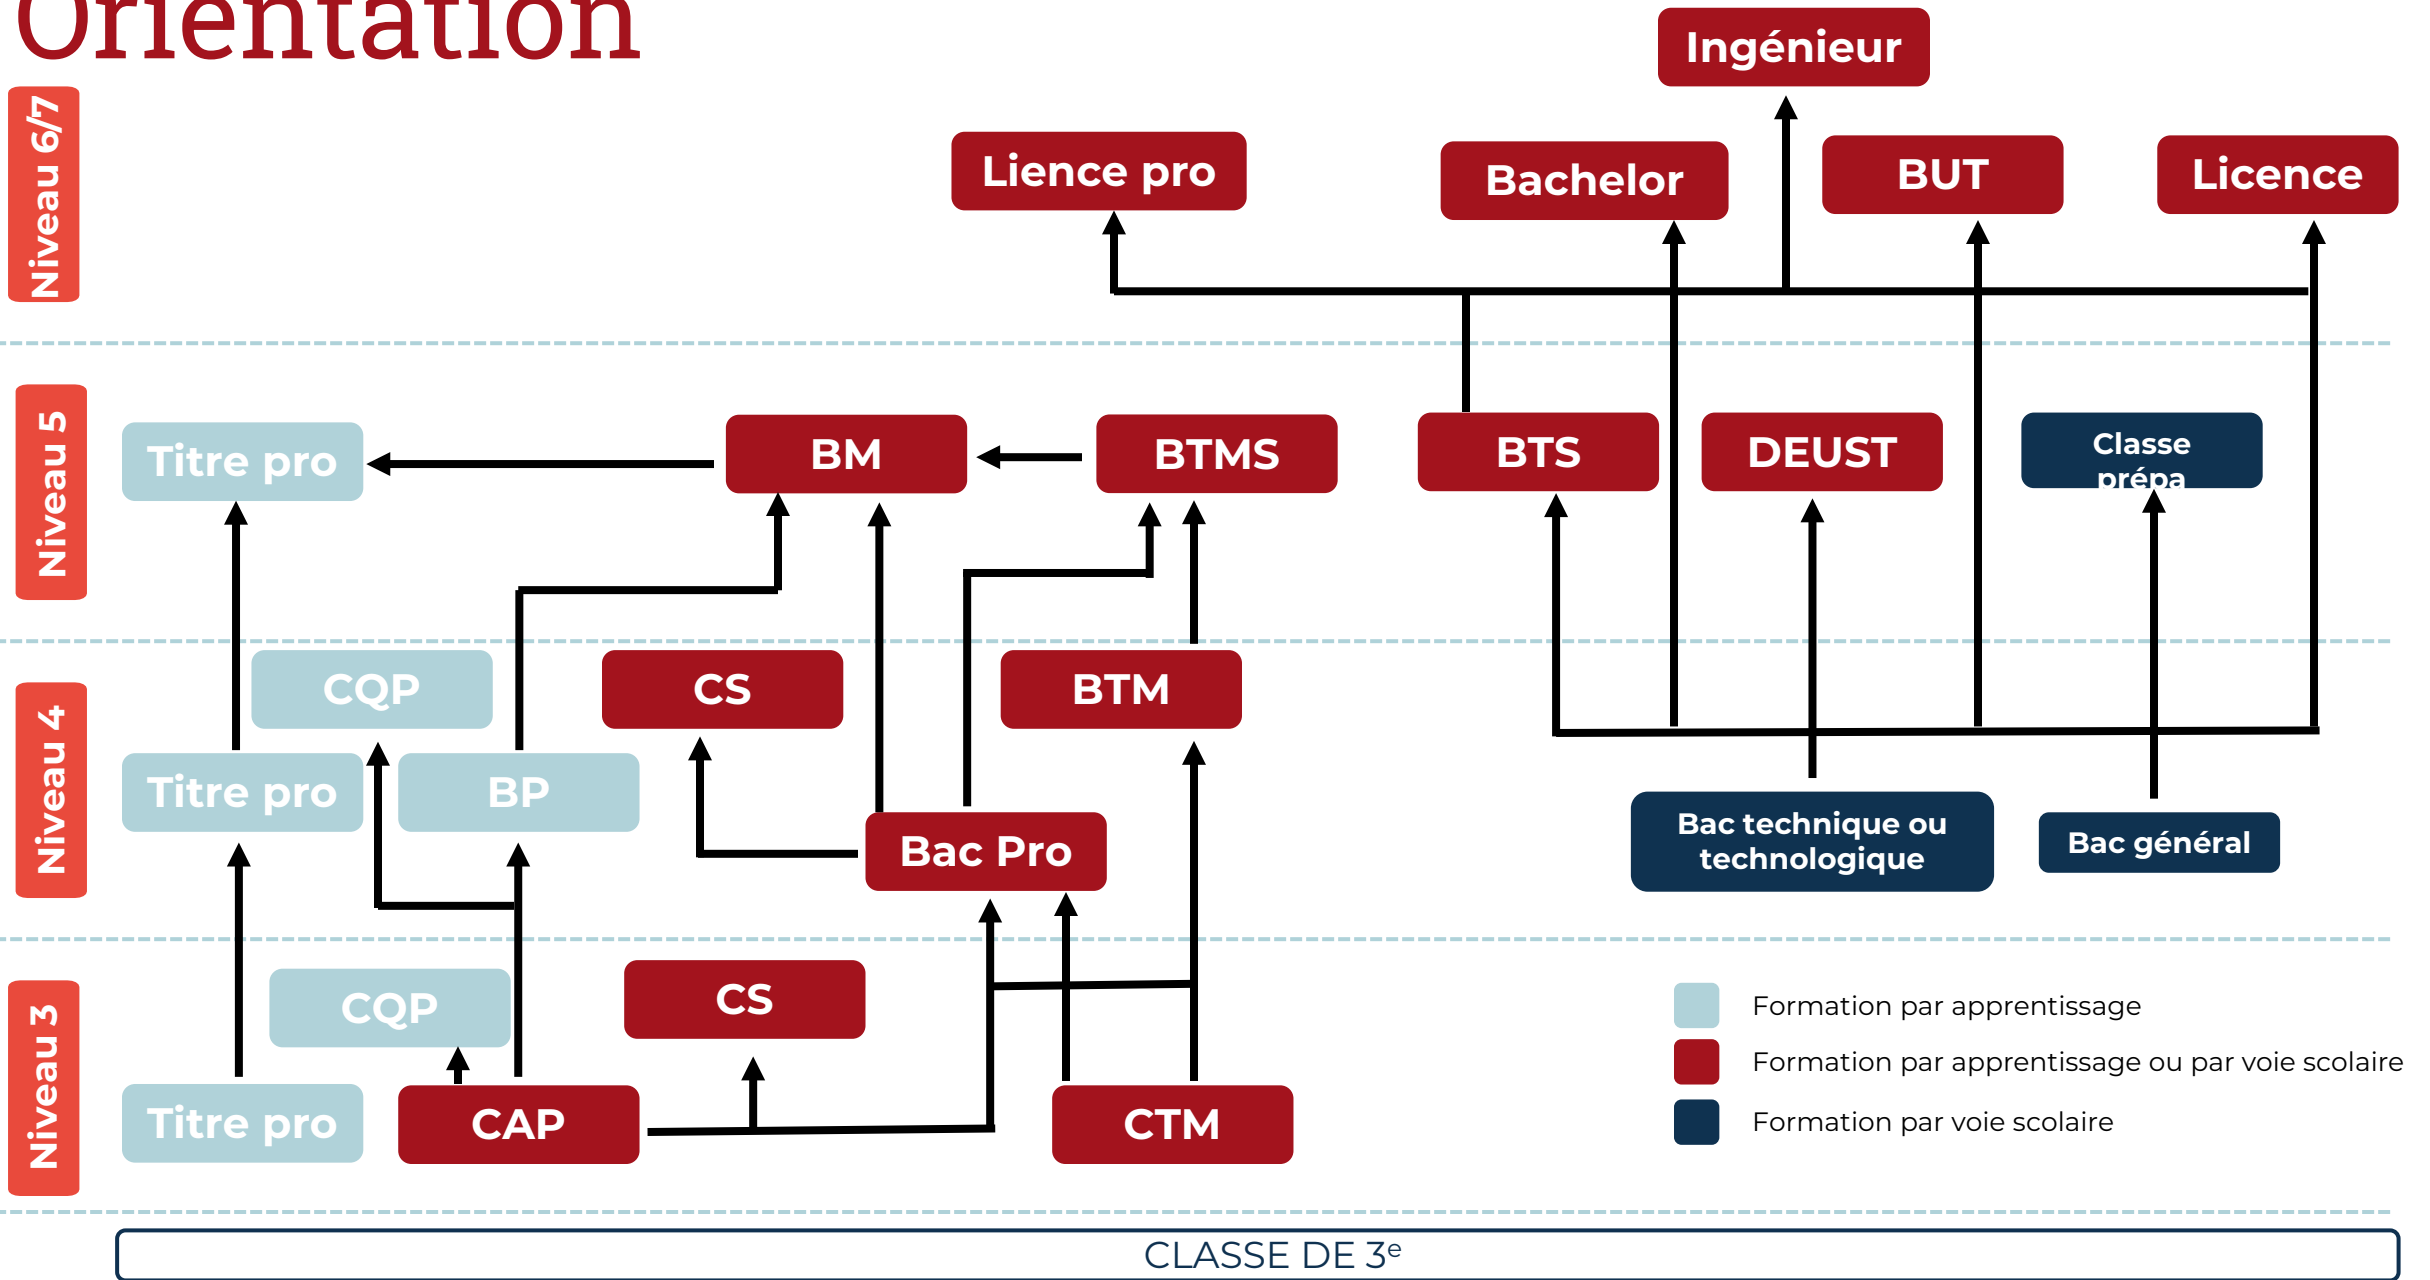 Orientation
Ingénieur
Niveau 6/7
Lience pro
Bachelor
BUT
Licence
Niveau 5
Titre pro
BM
BTMS
BTS
DEUST
Classe
prépa
Niveau 4
CQP
CS
BTM
Titre pro
BP
Bac Pro
Bac technique ou
technologique
Bac général
Niveau 3
CQP
CS
Titre pro
CAP
CTM
Formation par apprentissage
Formation par apprentissage ou par voie scolaire
Formation par voie scolaire
CLASSE DE 3e